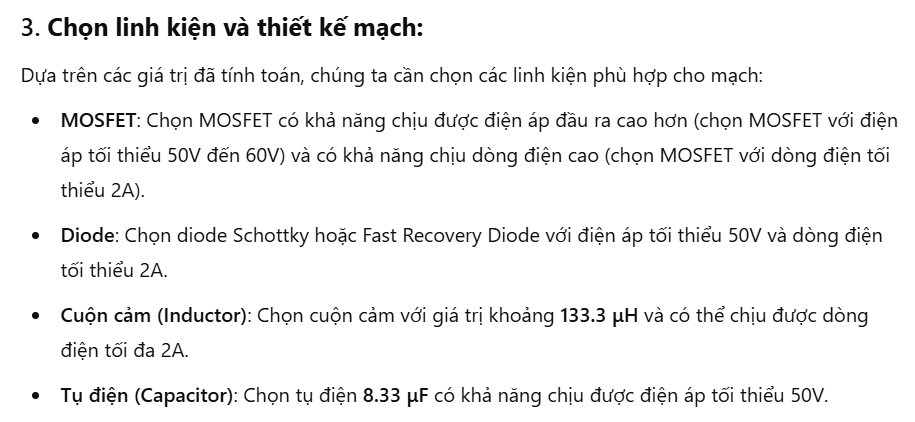 3. Chọn linh kiện và thiết kế mạch:
Dựa trên các giá trị đã tính toán, chúng ta cần chọn các linh kiện phù hợp cho mạch:
• MOSFET: Chọn MOSFET có khả năng chịu được điện áp đầu ra cao hơn (chọn MOSFET với điện
áp tối thiểu 50V đến 60V) và có khả năng chịu dòng điện cao (chọn MOSFET với dòng điện tối
thiểu 2A).
• Diode: Chọn diode Schottky hoặc Fast Recovery Diode với điện áp tối thiểu 50V và dòng điện
tối thiểu 2A.
• Cuộn cảm (Inductor): Chọn cuộn cảm với giá trị khoảng 133.3 μH và có thể chịu được dòng
điện tối đa 2A.
• Tụ điện (Capacitor): Chọn tụ điện 8.33 μF có khả năng chịu được điện áp tối thiểu 50V.